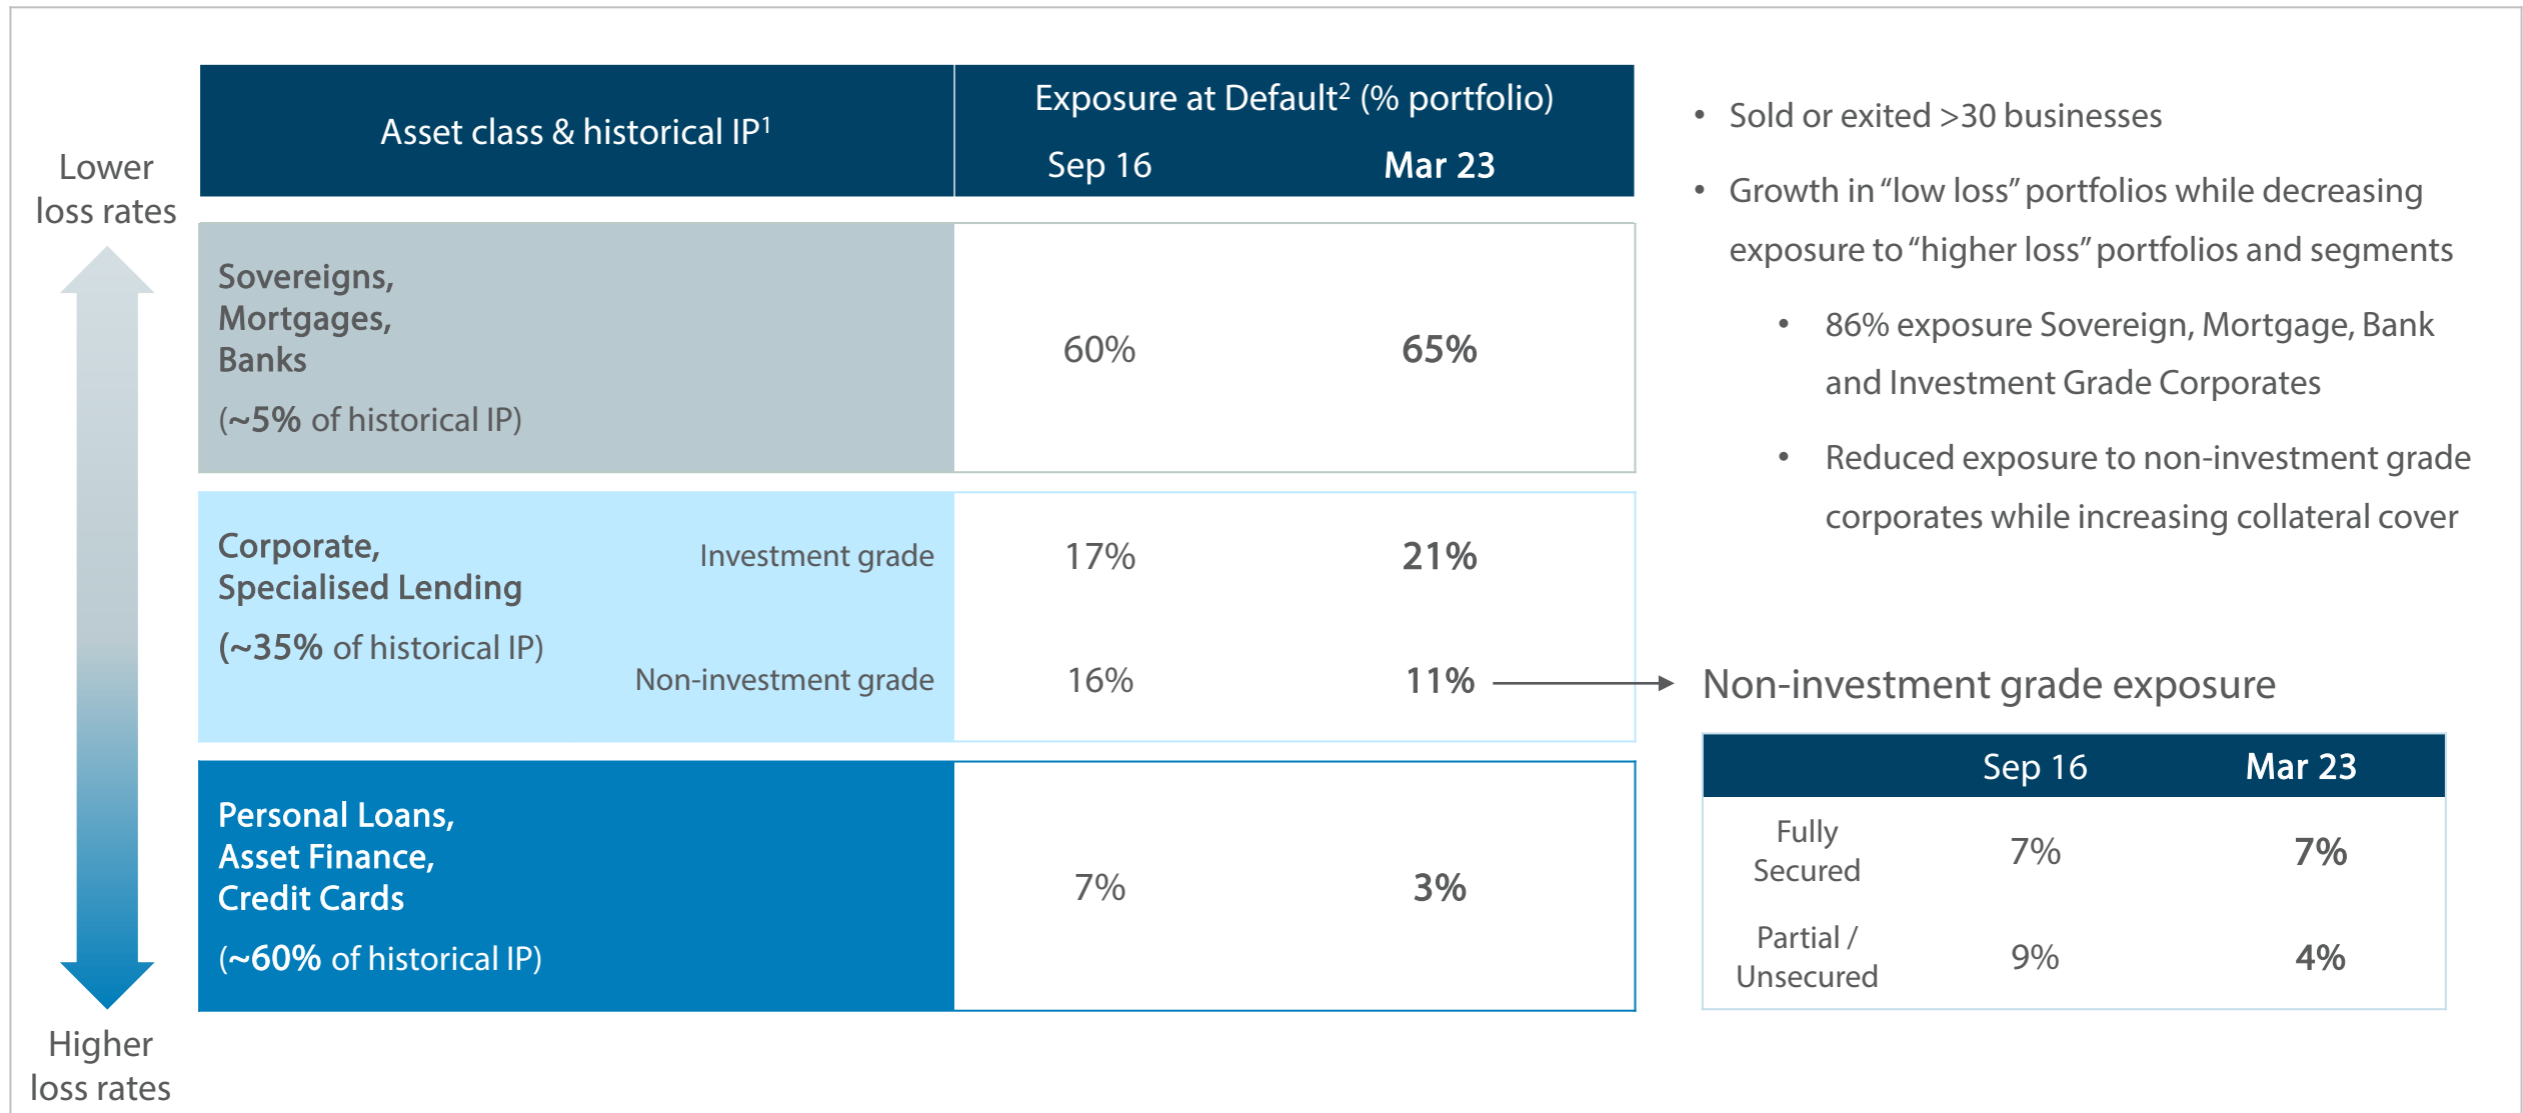 Lower
loss rates
Higher
loss rates
Asset class & historical IP1
Exposure at Default2 (% portfolio)
Sep 16 Mar 23
Sovereigns,
Mortgages,
Banks
(~5% of historical IP)
60% 65%
Corporate,
Specialised Lending
(~35% of historical IP)
Investment grade 17% 21%
Non-investment grade 16% 11%
Personal Loans,
Asset Finance,
Credit Cards
(~60% of historical IP)
7% 3%
• Sold or exited >30 businesses
• Growth in “low loss” portfolios while decreasing
exposure to “higher loss” portfolios and segments
• 86% exposure Sovereign, Mortgage, Bank
and Investment Grade Corporates
• Reduced exposure to non-investment grade
corporates while increasing collateral cover
Non-investment grade exposure
Sep 16 Mar 23
Fully
Secured
7% 7%
Partial /
Unsecured
9% 4%